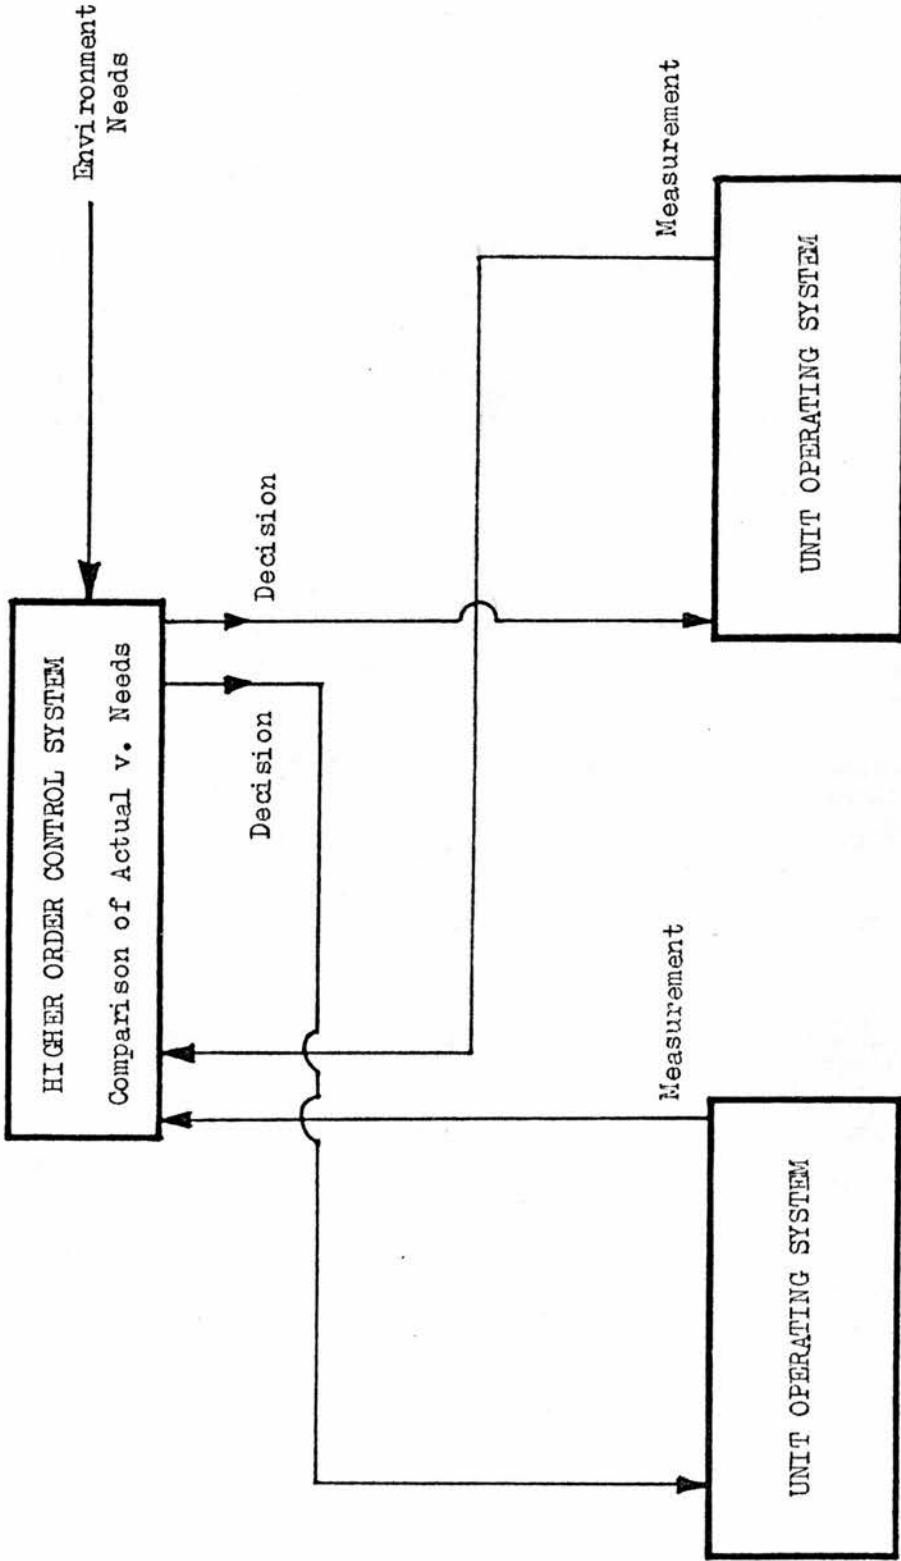 Environment
Needs
HIGHER ORDER CONTROL SYSTEM
Comparison of Actual v. Needs
Decision
Decision
Measurement
Measurement
UNIT OPERATING SYSTEM
UNIT OPERATING SYSTEM